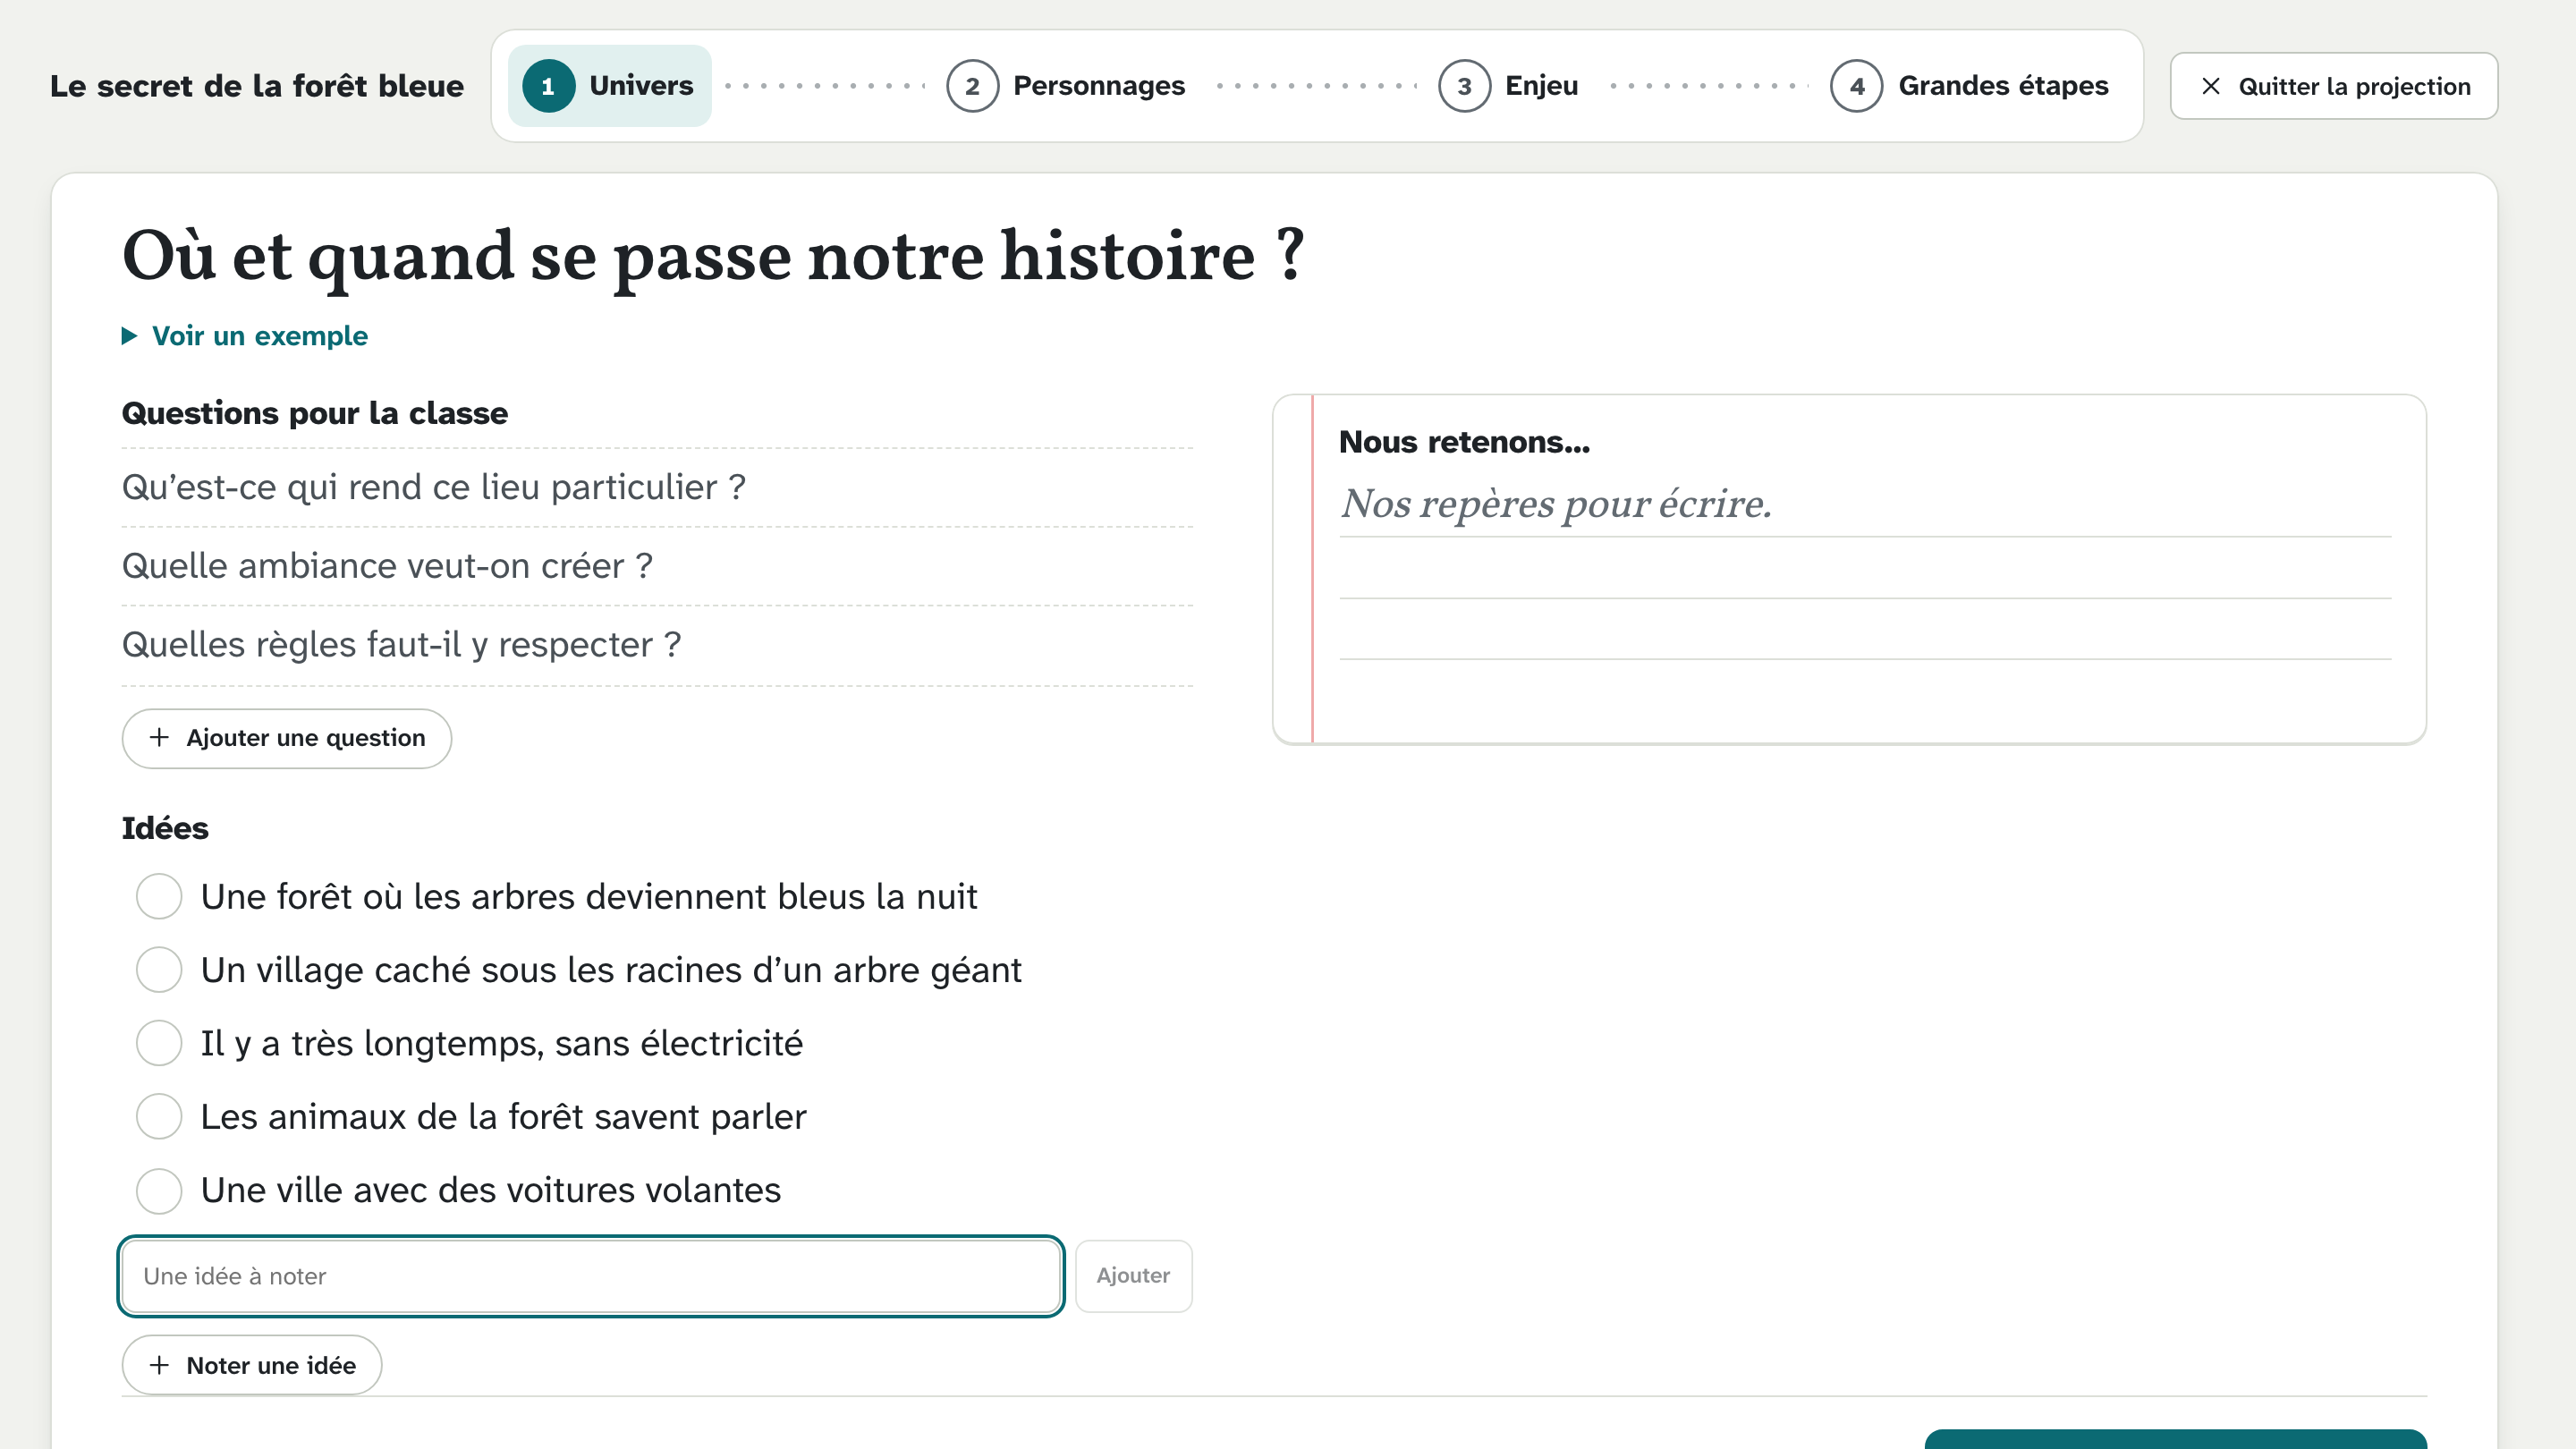 Le secret de la forêt bleue
1 Univers
2 Personnages
3 Enjeu
4 Grandes étapes
Quitter la projection
Où et quand se passe notre histoire ?
Voir un exemple
Questions pour la classe
Qu’est-ce qui rend ce lieu particulier ?
Quelle ambiance veut-on créer ?
Quelles règles faut-il y respecter ?
Ajouter une question
Nous retenons...
Nos repères pour écrire.
Idées
Une forêt où les arbres deviennent bleus la nuit
Un village caché sous les racines d’un arbre géant
Il y a très longtemps, sans électricité
Les animaux de la forêt savent parler
Une ville avec des voitures volantes
Une idée à noter
Ajouter
Noter une idée